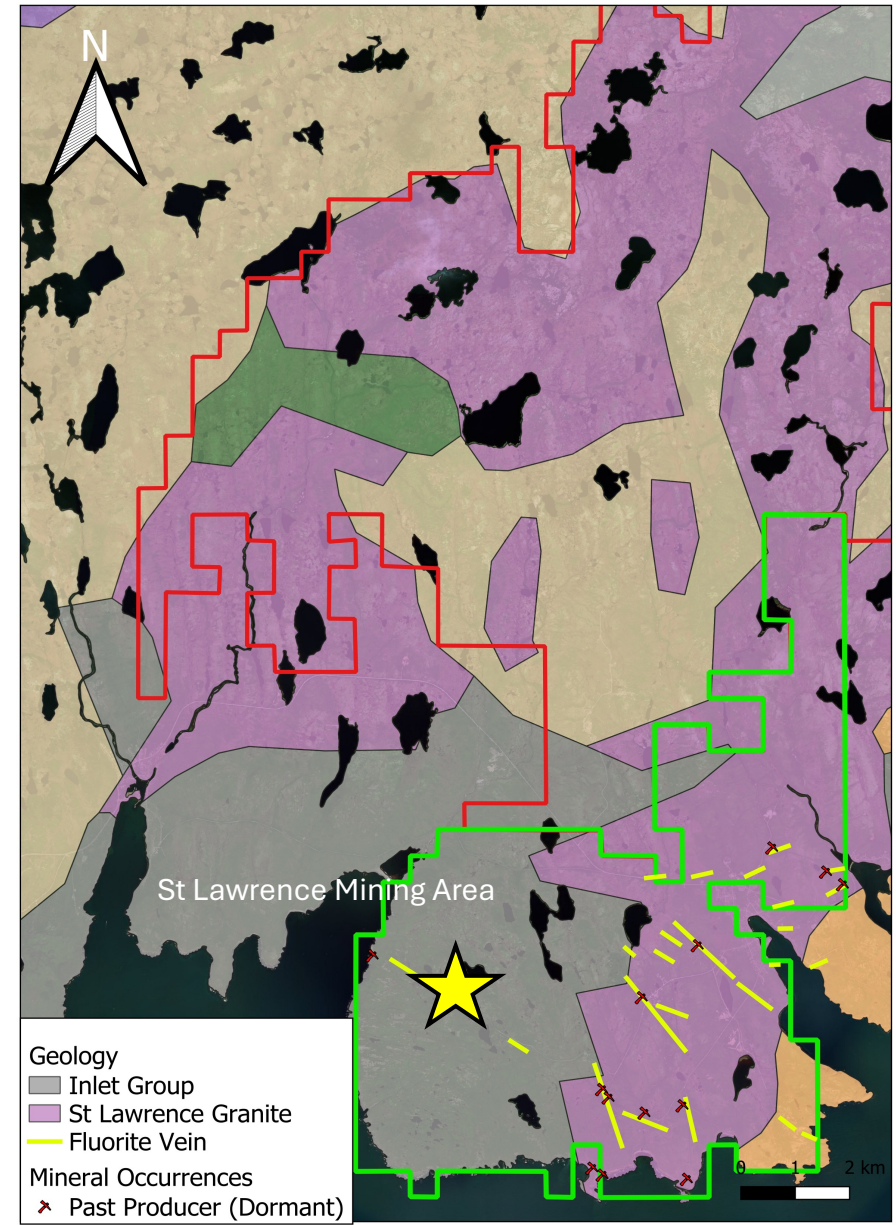 N
St Lawrence Mining Area
Geology
Inlet Group
St Lawrence Granite
Fluorite Vein
Mineral Occurrences
Past Producer (Dormant)
0 1 2 km